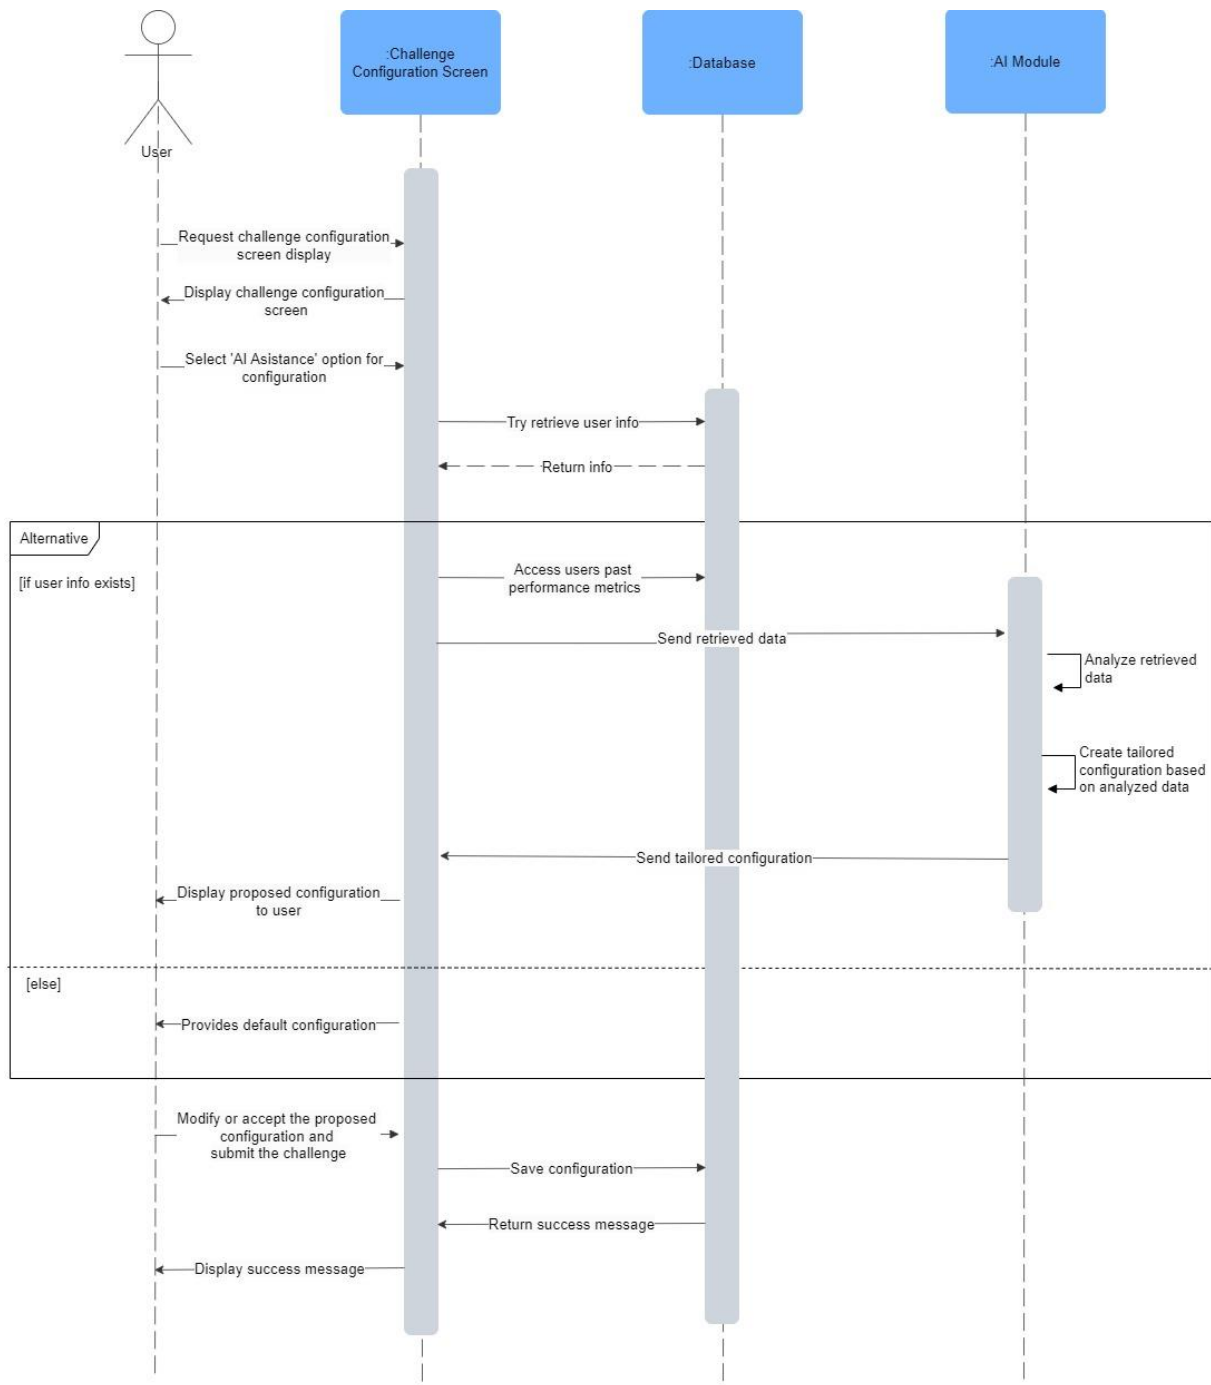 :Challenge
Configuration Screen
:Database
:AI Module
User
Request challenge configuration
screen display
Display challenge configuration
screen
Select 'AI Asistance' option for
configuration
Try retrieve user info
Return info
Alternative
[if user info exists]
Access users past
performance metrics
Send retrieved data
Analyze retrieved
data
Create tailored
configuration based
on analyzed data
Send tailored configuration
Display proposed configuration
to user
[else]
Provides default configuration
Modify or accept the proposed
configuration and
submit the challenge
Save configuration
Return success message
Display success message